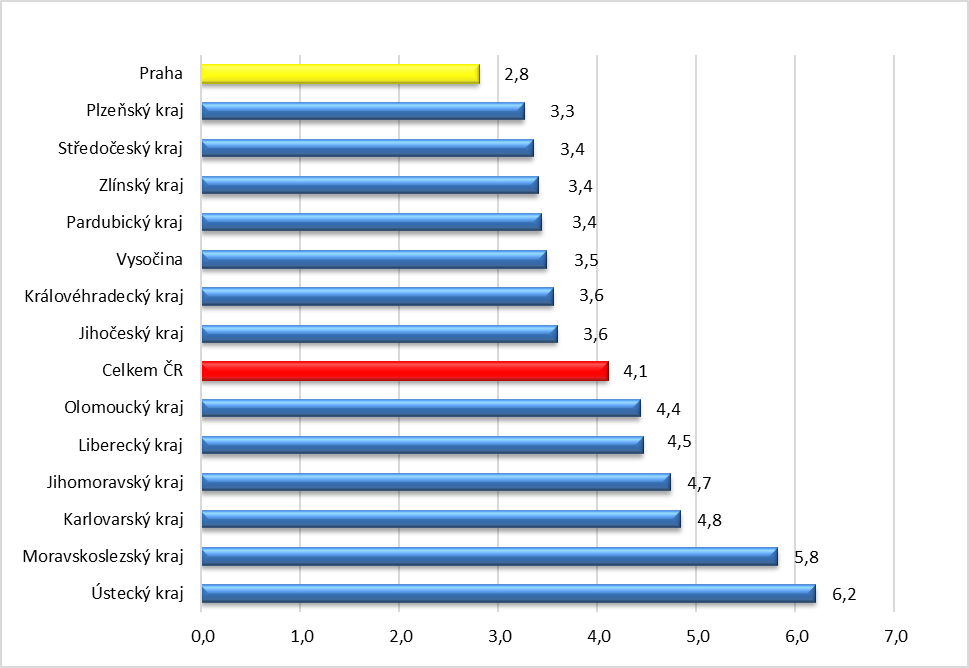 Praha 2,8
Plzeňský kraj 3,3
Středočeský kraj 3,4
Zlínský kraj 3,4
Pardubický kraj 3,4
Vysočina 3,5
Královéhradecký kraj 3,6
Jihočeský kraj 3,6
Celkem ČR 4,1
Olomoucký kraj 4,4
Liberecký kraj 4,5
Jihomoravský kraj 4,7
Karlovarský kraj 4,8
Moravskoslezský kraj 5,8
Ústecký kraj 6,2
0,0 1,0 2,0 3,0 4,0 5,0 6,0 7,0